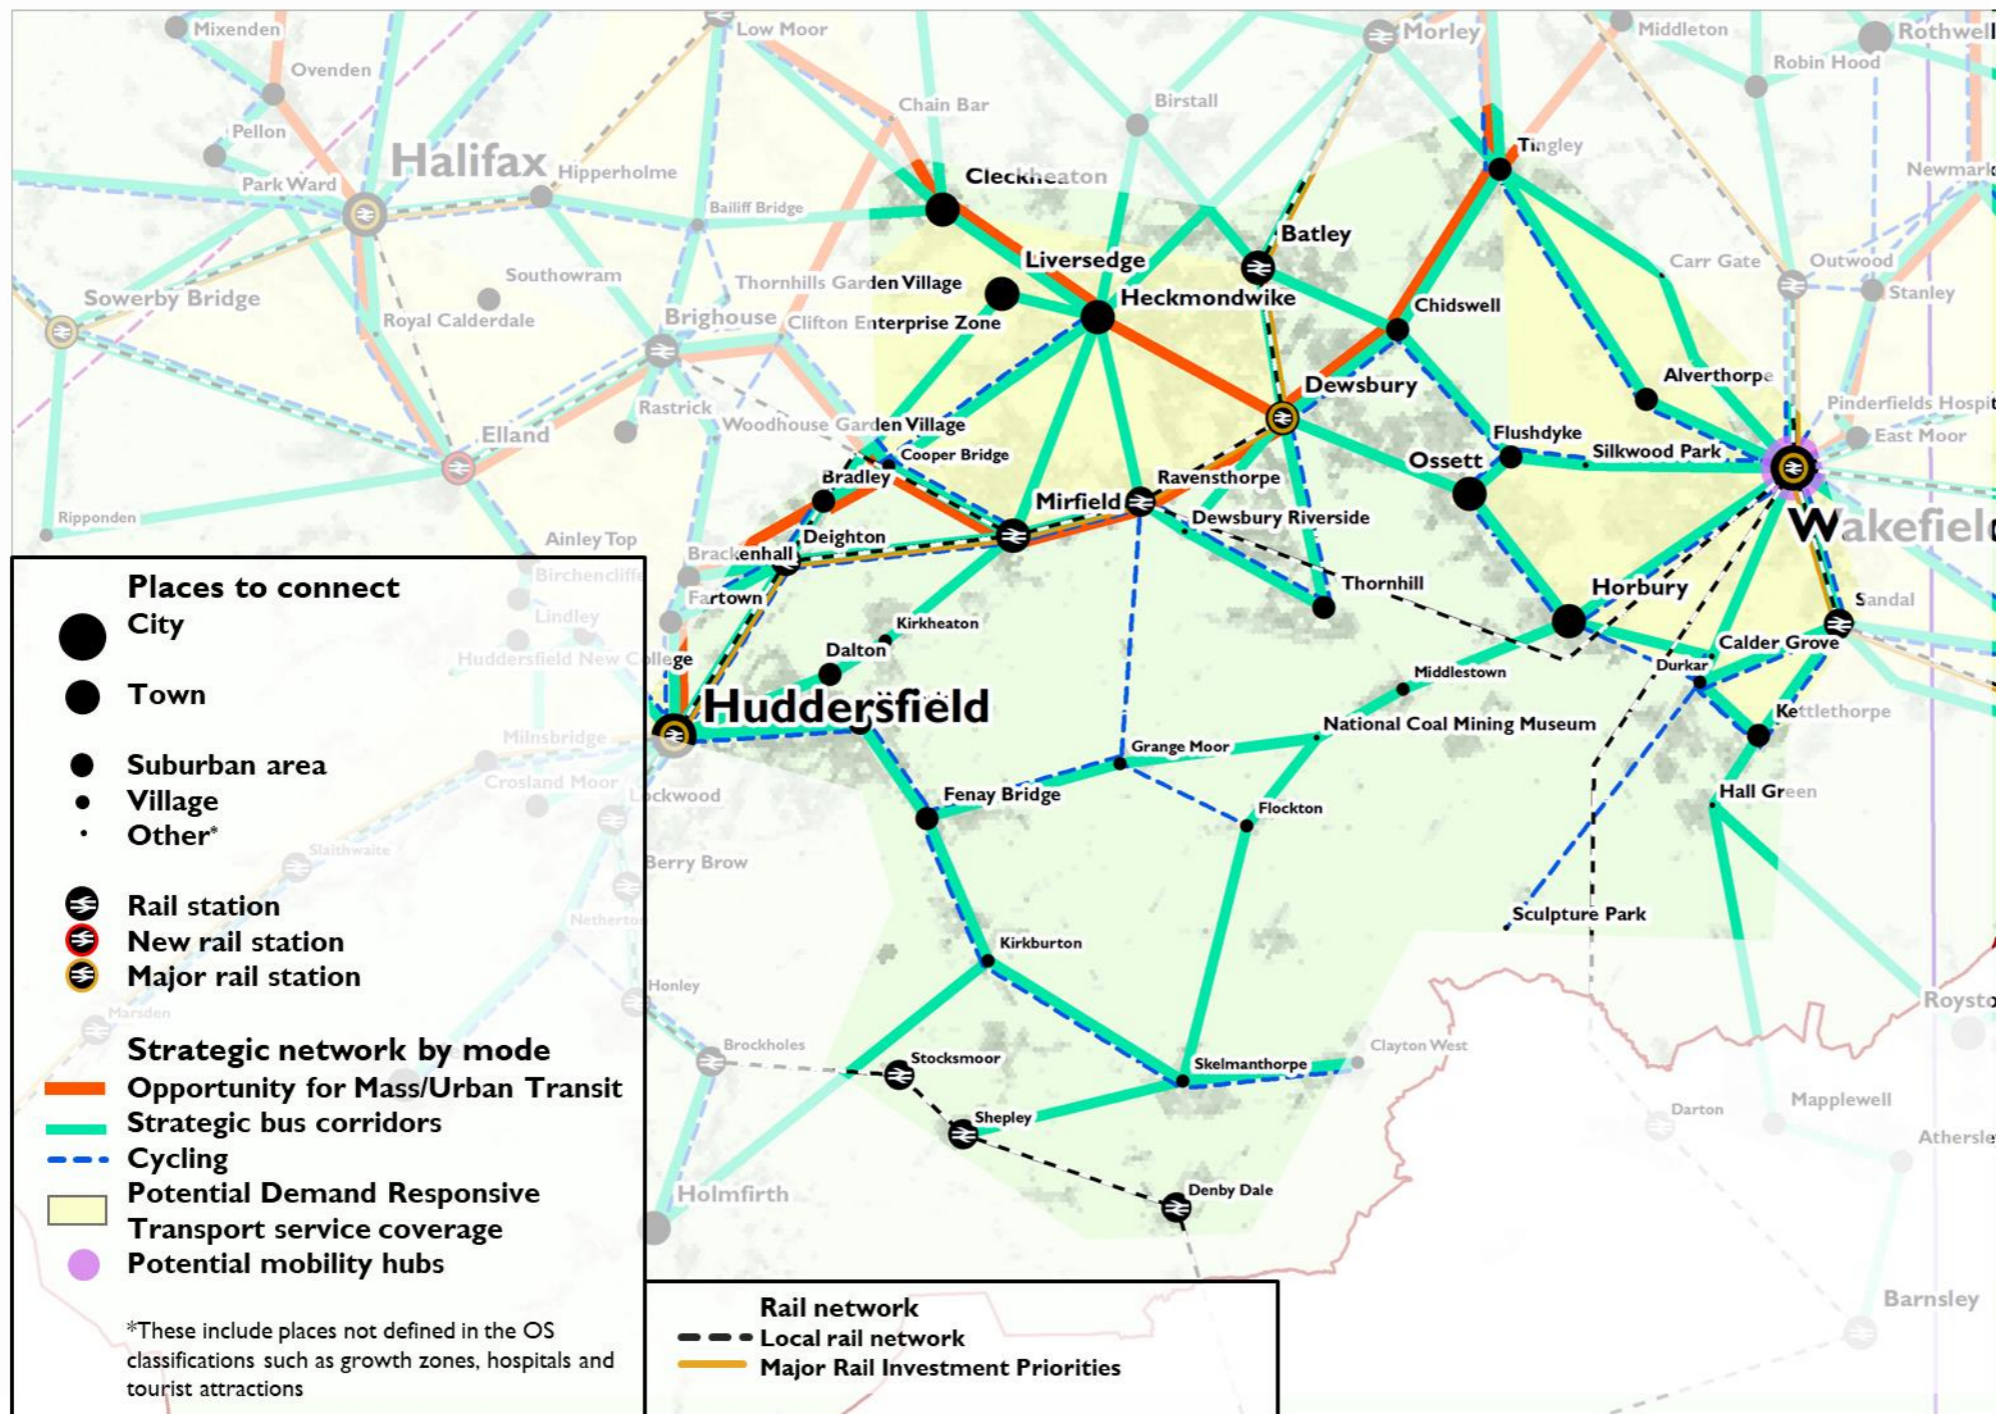 Mixenden
Low Moor
Morley
Middleton
Rothwell
Ovenden
Robin Hood
Chain Bar
Birstall
Pellon
Halifax
Tingley
Hipperholme
Park Ward
Cleckheaton
Newmark
Bailiff Bridge
Batley
Liversedge
Carr Gate
Outwood
Southowram
Thornhills Garden Village
Heckmondwike
Stanley
Sowerby Bridge
Chidswell
Royal Calderdale
Brighouse
Clifton Enterprise Zone
Alverthorpe
Dewsbury
Rastrick
Pinderfields Hospit
Woodhouse Garden Village
Elland
Flushdyke
East Moor
Cooper Bridge
Silkwood Park
Ossett
Bradley
Ravensthorpe
Mirfield
Ripponden
Dewsbury Riverside
Wakefield
Ainley Top
Deighton
Brackenhall
Birchencliffe
Thornhill
Horbury
Fartown
Sandal
Lindley
Kirkheaton
Calder Grove
Dalton
Huddersfield New College
Durkar
Middlestown
Huddersfield
Kettlethorpe
National Coal Mining Museum
Milnsbridge
Grange Moor
Crosland Moor
Lockwood
Fenay Bridge
Hall Green
Flockton
Slaithwaite
Berry Brow
Sculpture Park
Netherton
Kirkburton
Honley
Royston
Marsden
Brockholes
Stocksmoor
Clayton West
Skelmanthorpe
Shepley
Darton
Mapplewell
Athersle
Denby Dale
Holmfirth
Barnsley
Places to connect
City
Town
Suburban area
Village
Other*
Rail station
New rail station
Major rail station
Strategic network by mode
Opportunity for Mass/Urban Transit
Strategic bus corridors
Cycling
Potential Demand Responsive
Transport service coverage
Potential mobility hubs
*These include places not defined in the OS
classifications such as growth zones, hospitals and
tourist attractions
Rail network
Local rail network
Major Rail Investment Priorities